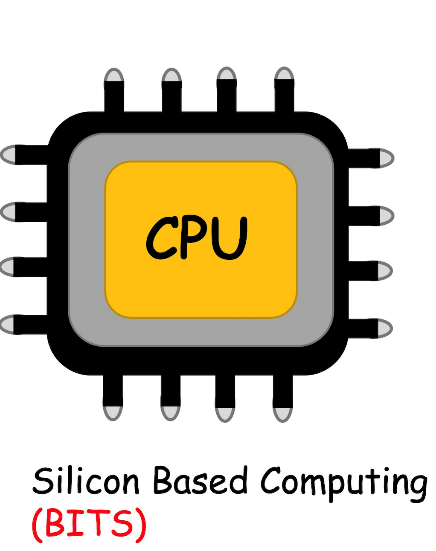 CPU
Silicon Based Computing
(BITS)